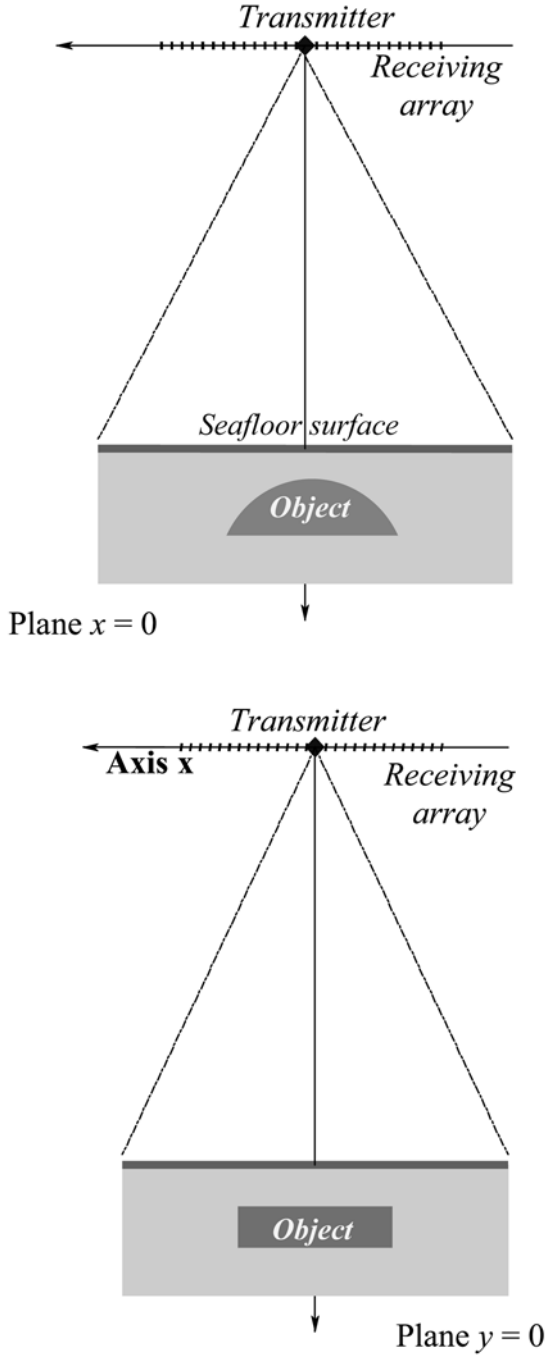 Transmitter
Receiving
array
Seafloor surface
Object
Plane x = 0
Transmitter
Axis x
Receiving
array
Object
Plane y = 0